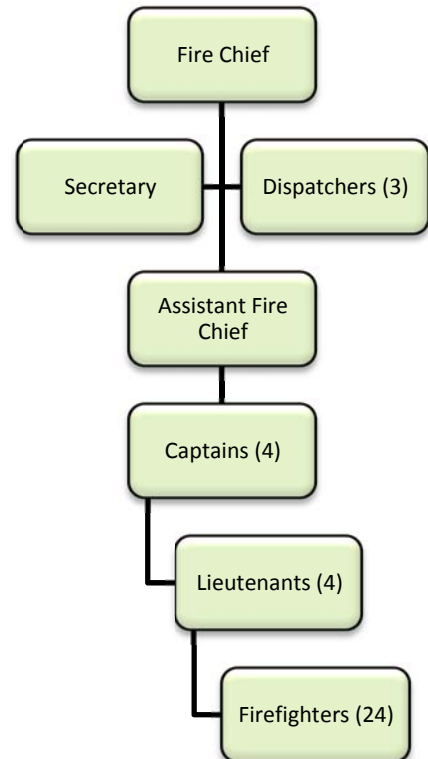 Fire Chief
Secretary
Dispatchers (3)
Assistant Fire
Chief
Captains (4)
Lieutenants (4)
Firefighters (24)